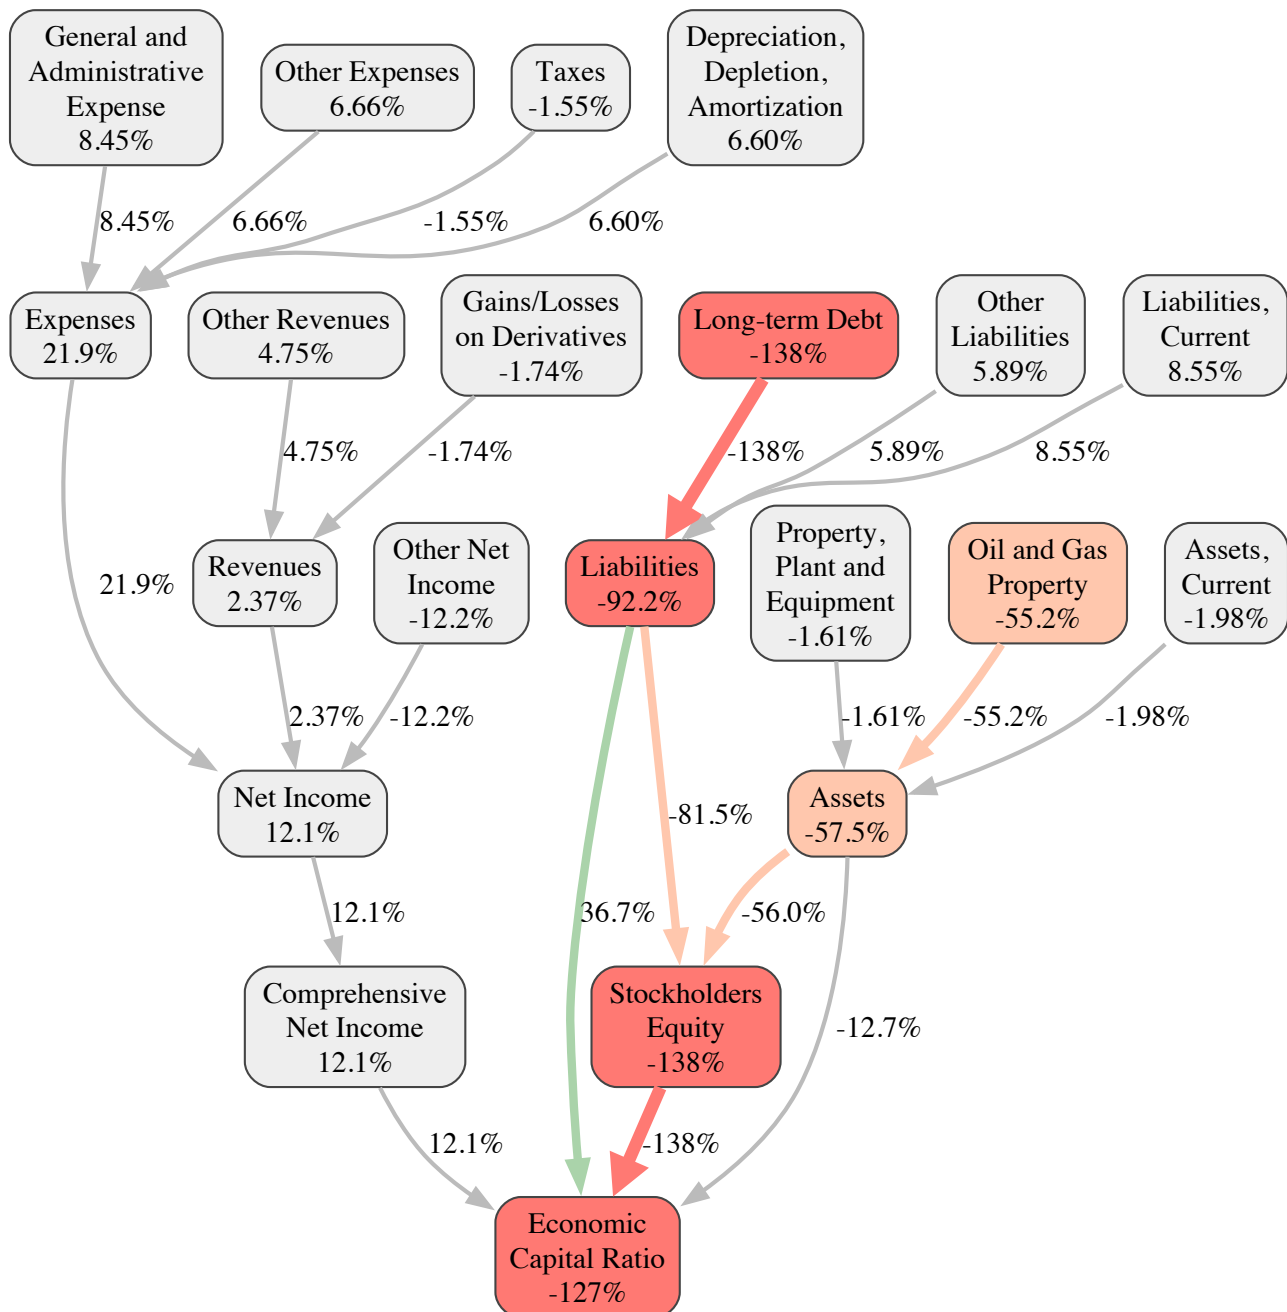 General and
Administrative
Expense
8.45%
Other Expenses
6.66%
Taxes
-1.55%
Depreciation,
Depletion,
Amortization
6.60%
8.45%
6.66%
-1.55%
6.60%
Expenses
21.9%
Other Revenues
4.75%
Gains/Losses
on Derivatives
-1.74%
Long-term Debt
-138%
Other
Liabilities
5.89%
Liabilities,
Current
8.55%
4.75%
-1.74%
-138%
5.89%
8.55%
21.9%
Revenues
2.37%
Other Net
Income
-12.2%
Liabilities
-92.2%
Property,
Plant and
Equipment
-1.61%
Oil and Gas
Property
-55.2%
Assets,
Current
-1.98%
2.37%
-12.2%
-1.61%
-55.2%
-1.98%
Net Income
12.1%
-81.5%
Assets
-57.5%
12.1%
36.7%
-56.0%
Comprehensive
Net Income
12.1%
Stockholders
Equity
-138%
-12.7%
12.1%
-138%
Economic
Capital Ratio
-127%